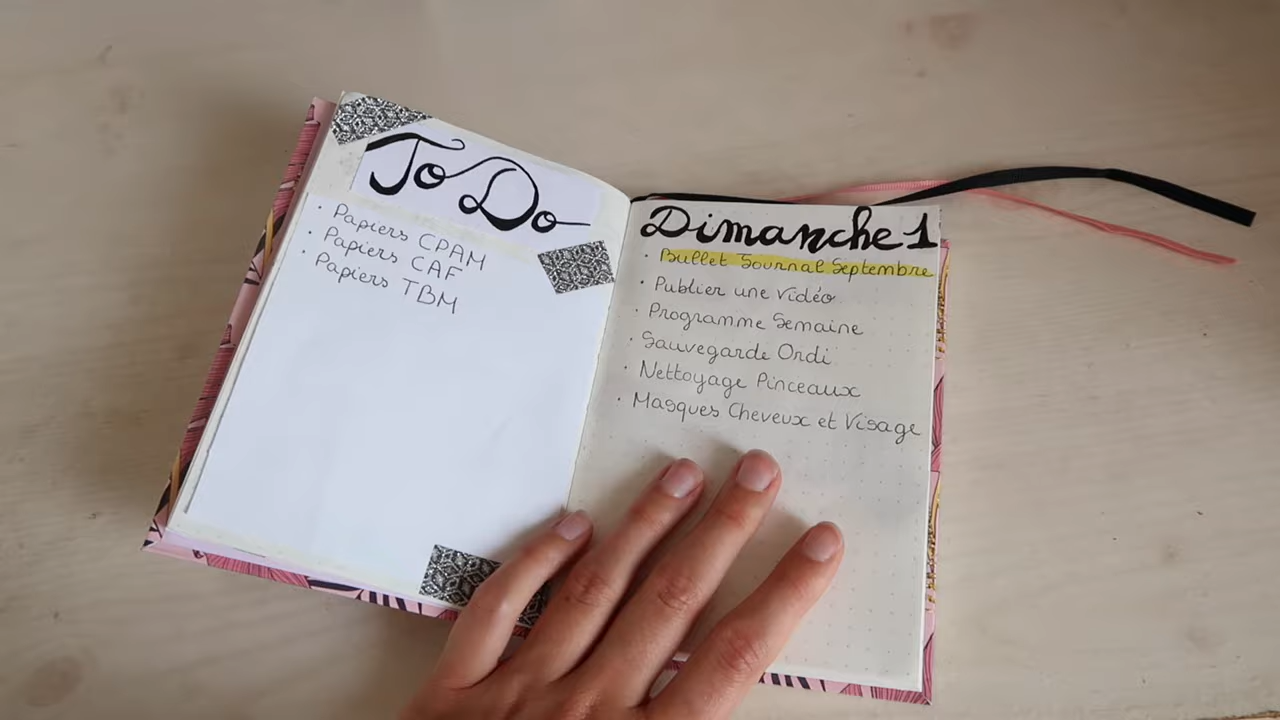 To Do
· Papiers CPAM
· Papiers CAF
· Papiers TBM
Dimanche 1
· Bullet Journal Septembre
· Publier une Vidéo
· Programme Semaine
· Sauvegarde Ordi
· Nettoyage Pinceaux
· Masques Cheveux et Visage